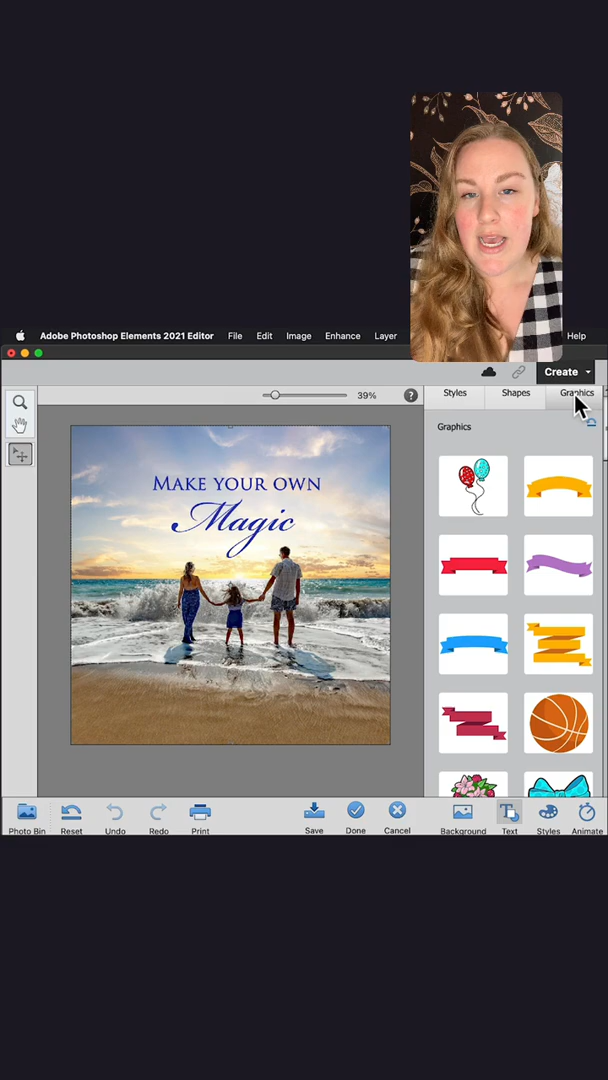 Adobe Photoshop Elements 2021 Editor File Edit Image Enhance Layer Help
Create
39% ?
Styles Shapes Graphics
Graphics
MAKE YOUR OWN
Magic
Photo Bin Reset Undo Redo Print Save Done Cancel Background Text Styles Animate